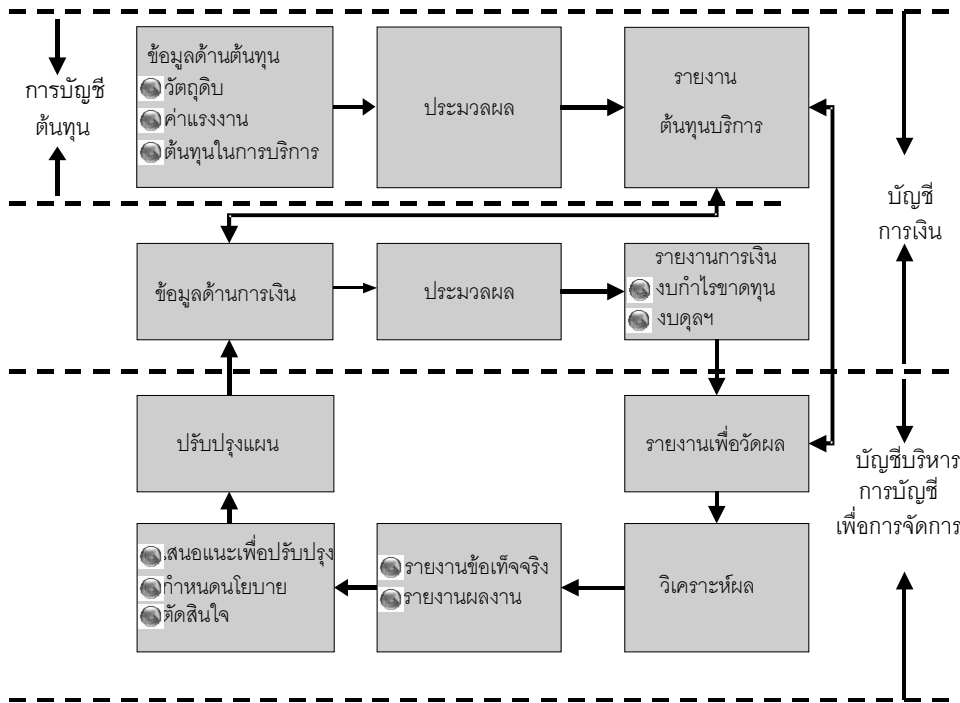 การบัญชี
ต้นทุน
ข้อมูลด้านต้นทุน
วัตถุดิบ
ค่าแรงงาน
ต้นทุนในการบริการ
ประมวลผล
รายงาน
ต้นทุนบริการ
บัญชี
การเงิน
ข้อมูลด้านการเงิน
ประมวลผล
รายงานการเงิน
งบกำไรขาดทุน
งบดุลฯ
ปรับปรุงแผน
รายงานเพื่อวัดผล
บัญชีบริหาร
การบัญชี
เพื่อการจัดการ
เสนอแนะเพื่อปรับปรุง
กำหนดนโยบาย
ตัดสินใจ
รายงานข้อเท็จจริง
รายงานผลงาน
วิเคราะห์ผล